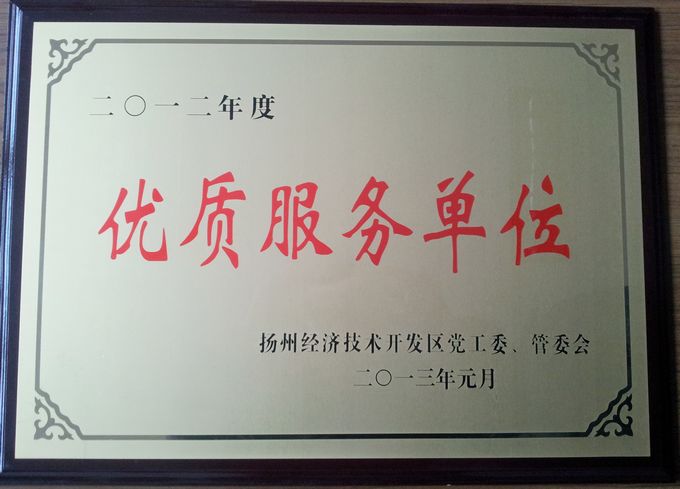 二〇一二年度
优质服务单位
扬州经济技术开发区党工委、管委会
二〇一三年元月